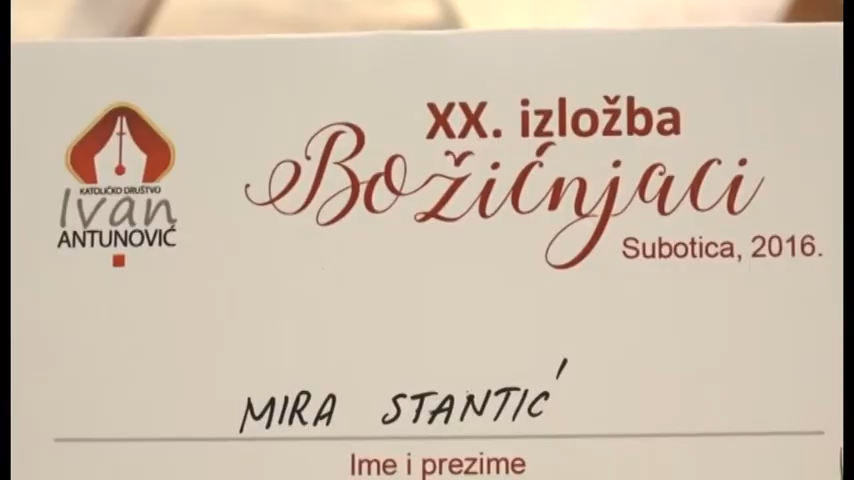 XX. izložba
Božićnjaci
Subotica, 2016.
KATOLIČKO DRUŠTVO
Ivan
ANTUNOVIĆ
MIRA STANTIĆ
Ime i prezime